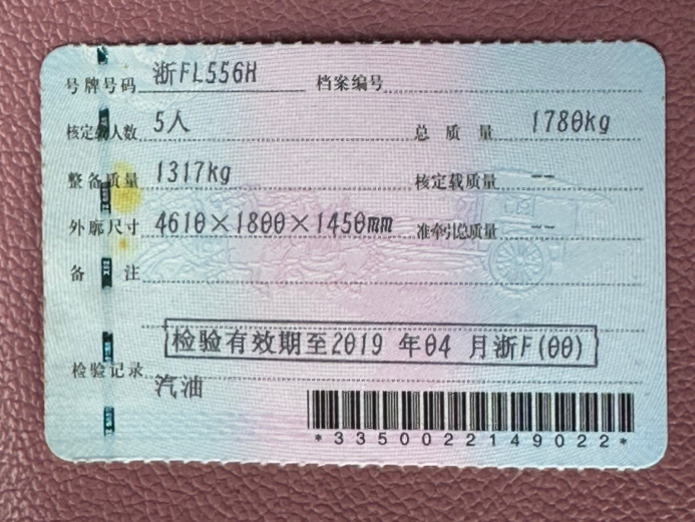 号牌号码 浙FL556H 档案编号
核定载人数 5人 总质量 1780kg
整备质量 1317kg 核定载质量 --
外廓尺寸 4610×1800×1450mm 准牵引总质量 --
备注
检验有效期至2019 年04 月浙F(00)
检验记录
汽油
*3350022149022*